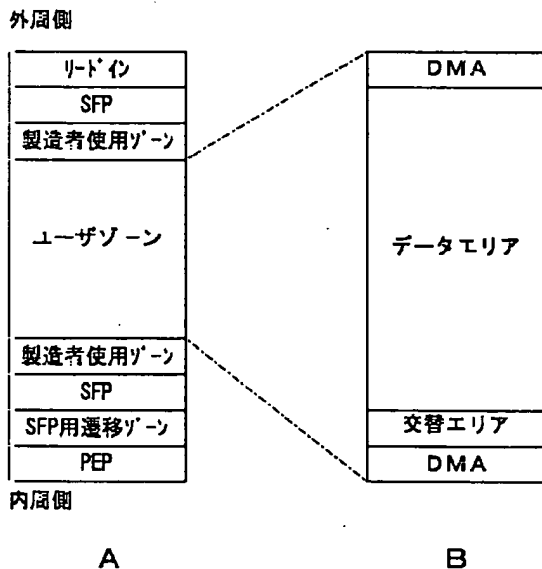 外周側
リードイン
SFP
製造者使用ゾーン
ユーザゾーン
製造者使用ゾーン
SFP
SFP用遷移ゾーン
PEP
内周側
A
DMA
データエリア
交替エリア
DMA
B